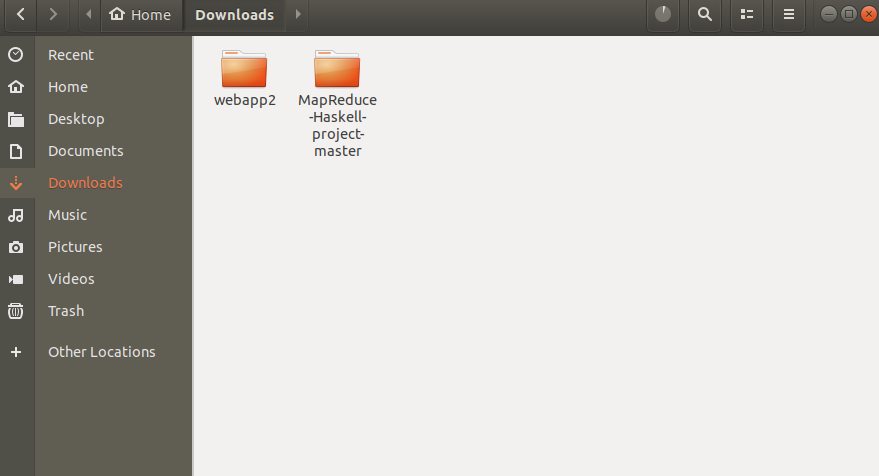 Home
Downloads
Recent
Home
Desktop
Documents
Downloads
Music
Pictures
Videos
Trash
Other Locations
webapp2
MapReduce
-Haskell-
project-
master